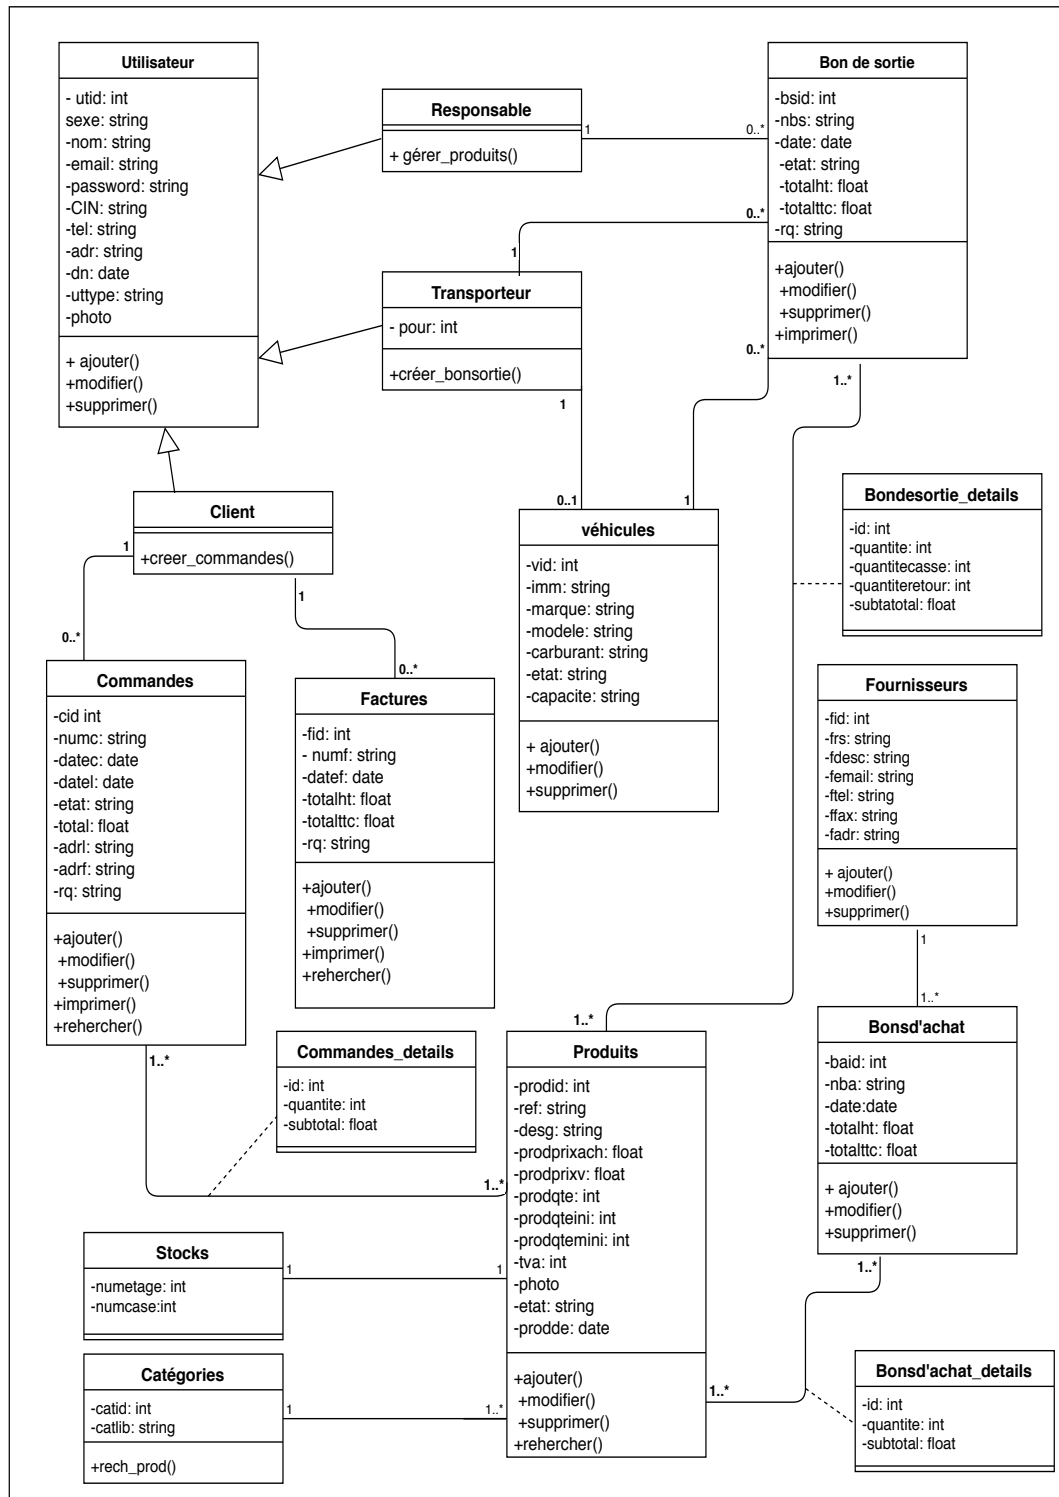 Utilisateur
- utid: int
sexe: string
-nom: string
-email: string
-password: string
-CIN: string
-tel: string
-adr: string
-dn: date
-uttype: string
-photo
+ ajouter()
+modifier()
+supprimer()
Responsable
+ gérer_produits()
1
0..*
Bon de sortie
-bsid: int
-nbs: string
-date: date
-etat: string
-totalht: float
-totalttc: float
-rq: string
+ajouter()
+modifier()
+supprimer()
+imprimer()
0..*
1
Transporteur
- pour: int
+créer_bonsortie()
1
0..1
0..*
1
1..*
Client
+creer_commandes()
1
0..*
1
0..*
véhicules
-vid: int
-imm: string
-marque: string
-modele: string
-carburant: string
-etat: string
-capacite: string
+ ajouter()
+modifier()
+supprimer()
Bondesortie_details
-id: int
-quantite: int
-quantitecasse: int
-quantiteretour: int
-subtatotal: float
Commandes
-cid int
-numc: string
-datec: date
-datel: date
-etat: string
-total: float
-adrl: string
-adrf: string
-rq: string
+ajouter()
+modifier()
+supprimer()
+imprimer()
+rehercher()
Factures
-fid: int
- numf: string
-datef: date
-totalht: float
-totalttc: float
-rq: string
+ajouter()
+modifier()
+supprimer()
+imprimer()
+rehercher()
Fournisseurs
-fid: int
-frs: string
-fdesc: string
-femail: string
-ftel: string
-ffax: string
-fadr: string
+ ajouter()
+modifier()
+supprimer()
1
1..*
1..*
1..*
1..*
Commandes_details
-id: int
-quantite: int
-subtotal: float
Produits
-prodid: int
-ref: string
-desg: string
-prodprixach: float
-prodprixv: float
-prodqte: int
-prodqteini: int
-prodqtemini: int
-tva: int
-photo
-etat: string
-prodde: date
+ajouter()
+modifier()
+supprimer()
+rehercher()
Bonsd'achat
-baid: int
-nba: string
-date:date
-totalht: float
-totalttc: float
+ ajouter()
+modifier()
+supprimer()
1..*
1..*
Stocks
-numetage: int
-numcase:int
1
1
Catégories
-catid: int
-catlib: string
+rech_prod()
1
1..*
Bonsd'achat_details
-id: int
-quantite: int
-subtotal: float